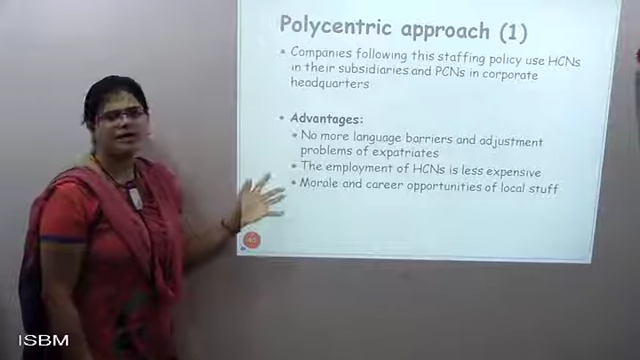 Polycentric approach (1)
• Companies following this staffing policy use HCNs
in their subsidiaries and PCNs in corporate
headquarters
• Advantages:
• No more language barriers and adjustment
problems of expatriates
• The employment of HCNs is less expensive
• Morale and career opportunities of local stuff
ISBM